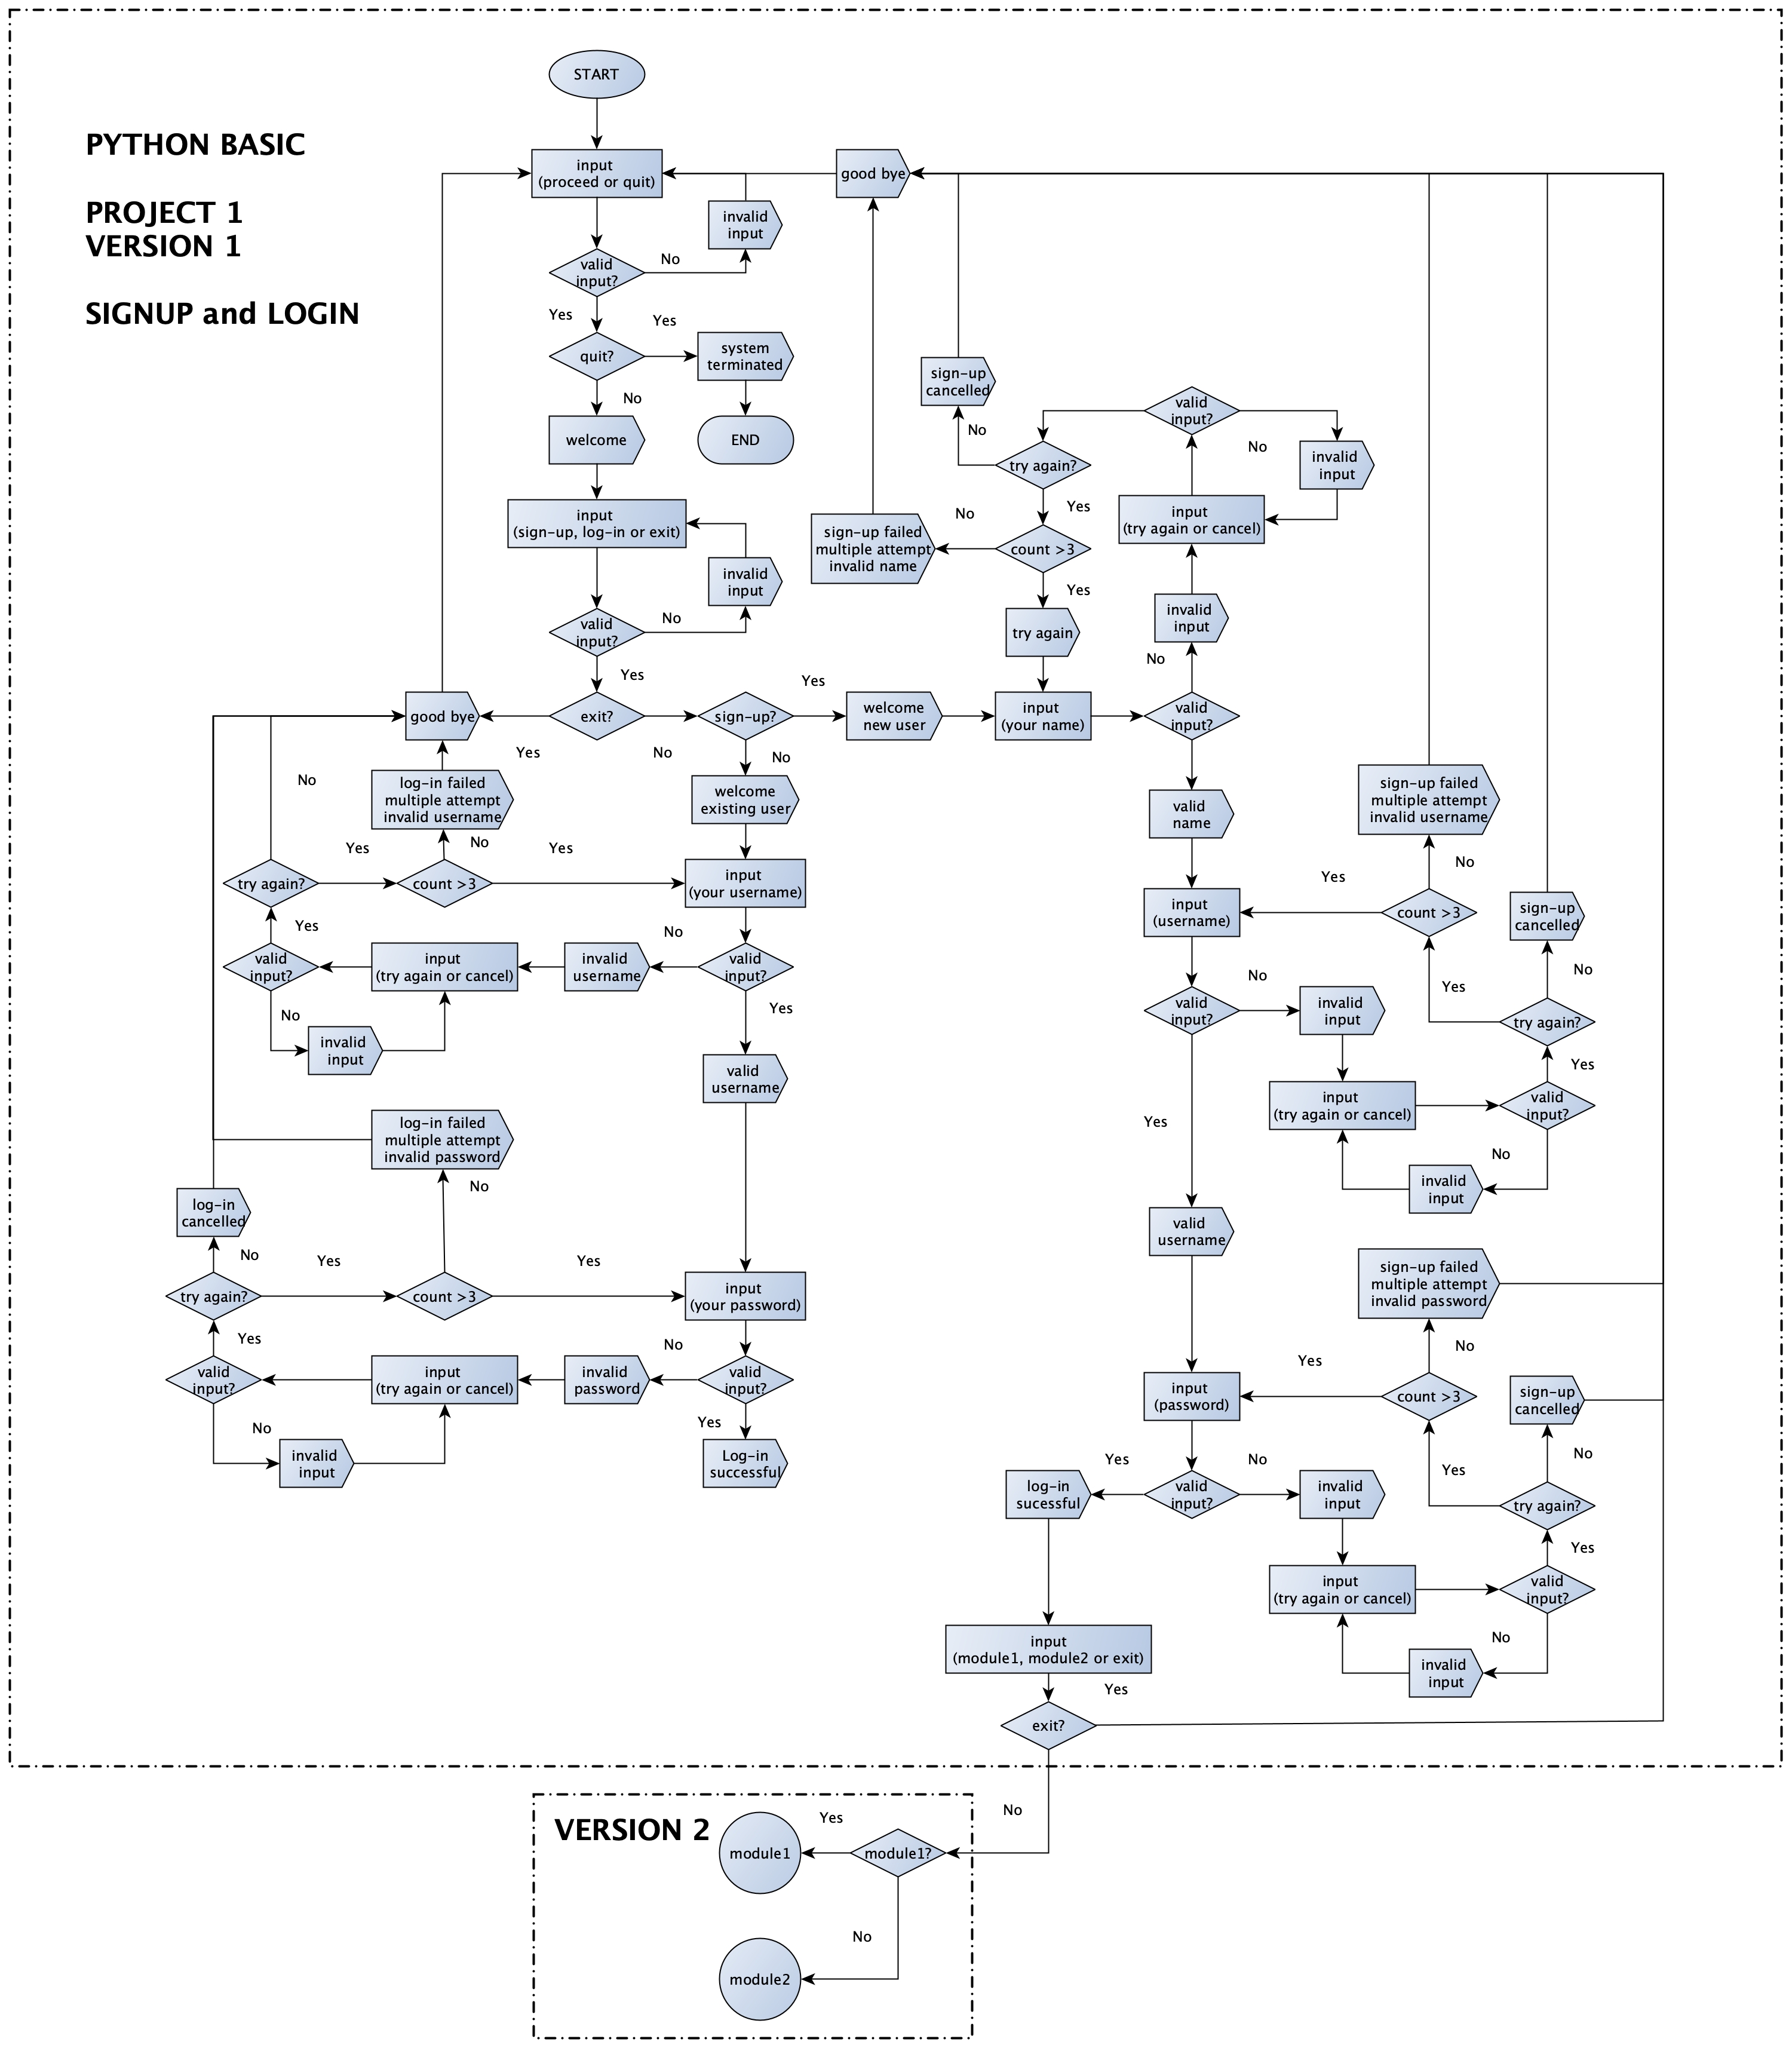 START
PYTHON BASIC
PROJECT 1
VERSION 1
SIGNUP and LOGIN
input
(proceed or quit)
good bye
invalid
input
valid
input?
No
Yes
Yes
quit?
system
terminated
No
welcome
END
input
(sign-up, log-in or exit)
invalid
input
valid
input?
No
Yes
sign-up
cancelled
No
valid
input?
No
try again?
invalid
input
Yes
input
(try again or cancel)
No
sign-up failed
multiple attempt
invalid name
count >3
Yes
try again
invalid
input
No
good bye
exit?
Yes
No
sign-up?
Yes
No
welcome
new user
input
(your name)
valid
input?
No
log-in failed
multiple attempt
invalid username
welcome
existing user
valid
name
sign-up failed
multiple attempt
invalid username
Yes
No
Yes
try again?
count >3
input
(your username)
Yes
No
input
(username)
Yes
count >3
No
sign-up
cancelled
Yes
No
valid
input?
input
(try again or cancel)
invalid
username
valid
input?
Yes
No
invalid
input
valid
input?
No
invalid
input
Yes
No
try again?
valid
username
Yes
input
(try again or cancel)
valid
input?
Yes
No
invalid
input
log-in failed
multiple attempt
invalid password
No
log-in
cancelled
No
Yes
Yes
try again?
count >3
input
(your password)
valid
username
sign-up failed
multiple attempt
invalid password
Yes
No
valid
input?
input
(try again or cancel)
invalid
password
valid
input?
No
invalid
input
Yes
Log-in
successful
Yes
No
input
(password)
count >3
sign-up
cancelled
Yes
No
log-in
sucessful
valid
input?
invalid
input
Yes
No
try again?
Yes
input
(try again or cancel)
valid
input?
No
invalid
input
input
(module1, module2 or exit)
Yes
exit?
No
VERSION 2
Yes
module1
module1?
No
module2